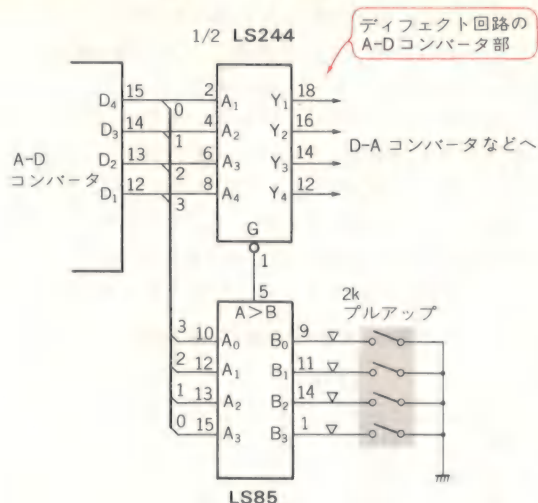 ディフェクト回路の
A-Dコンバータ部
1/2 LS244
A-D
コンバータ
D₄ 15 0 2 A₁ Y₁ 18
D₃ 14 1 4 A₂ Y₂ 16
D₂ 13 2 6 A₃ Y₃ 14
D₁ 12 3 8 A₄ Y₄ 12
D-Aコンバータなどへ
G
1
5
A>B
2k
プルアップ
3 10 A₀ B₀ 9
2 12 A₁ B₁ 11
1 13 A₂ B₂ 14
0 15 A₃ B₃ 1
LS85